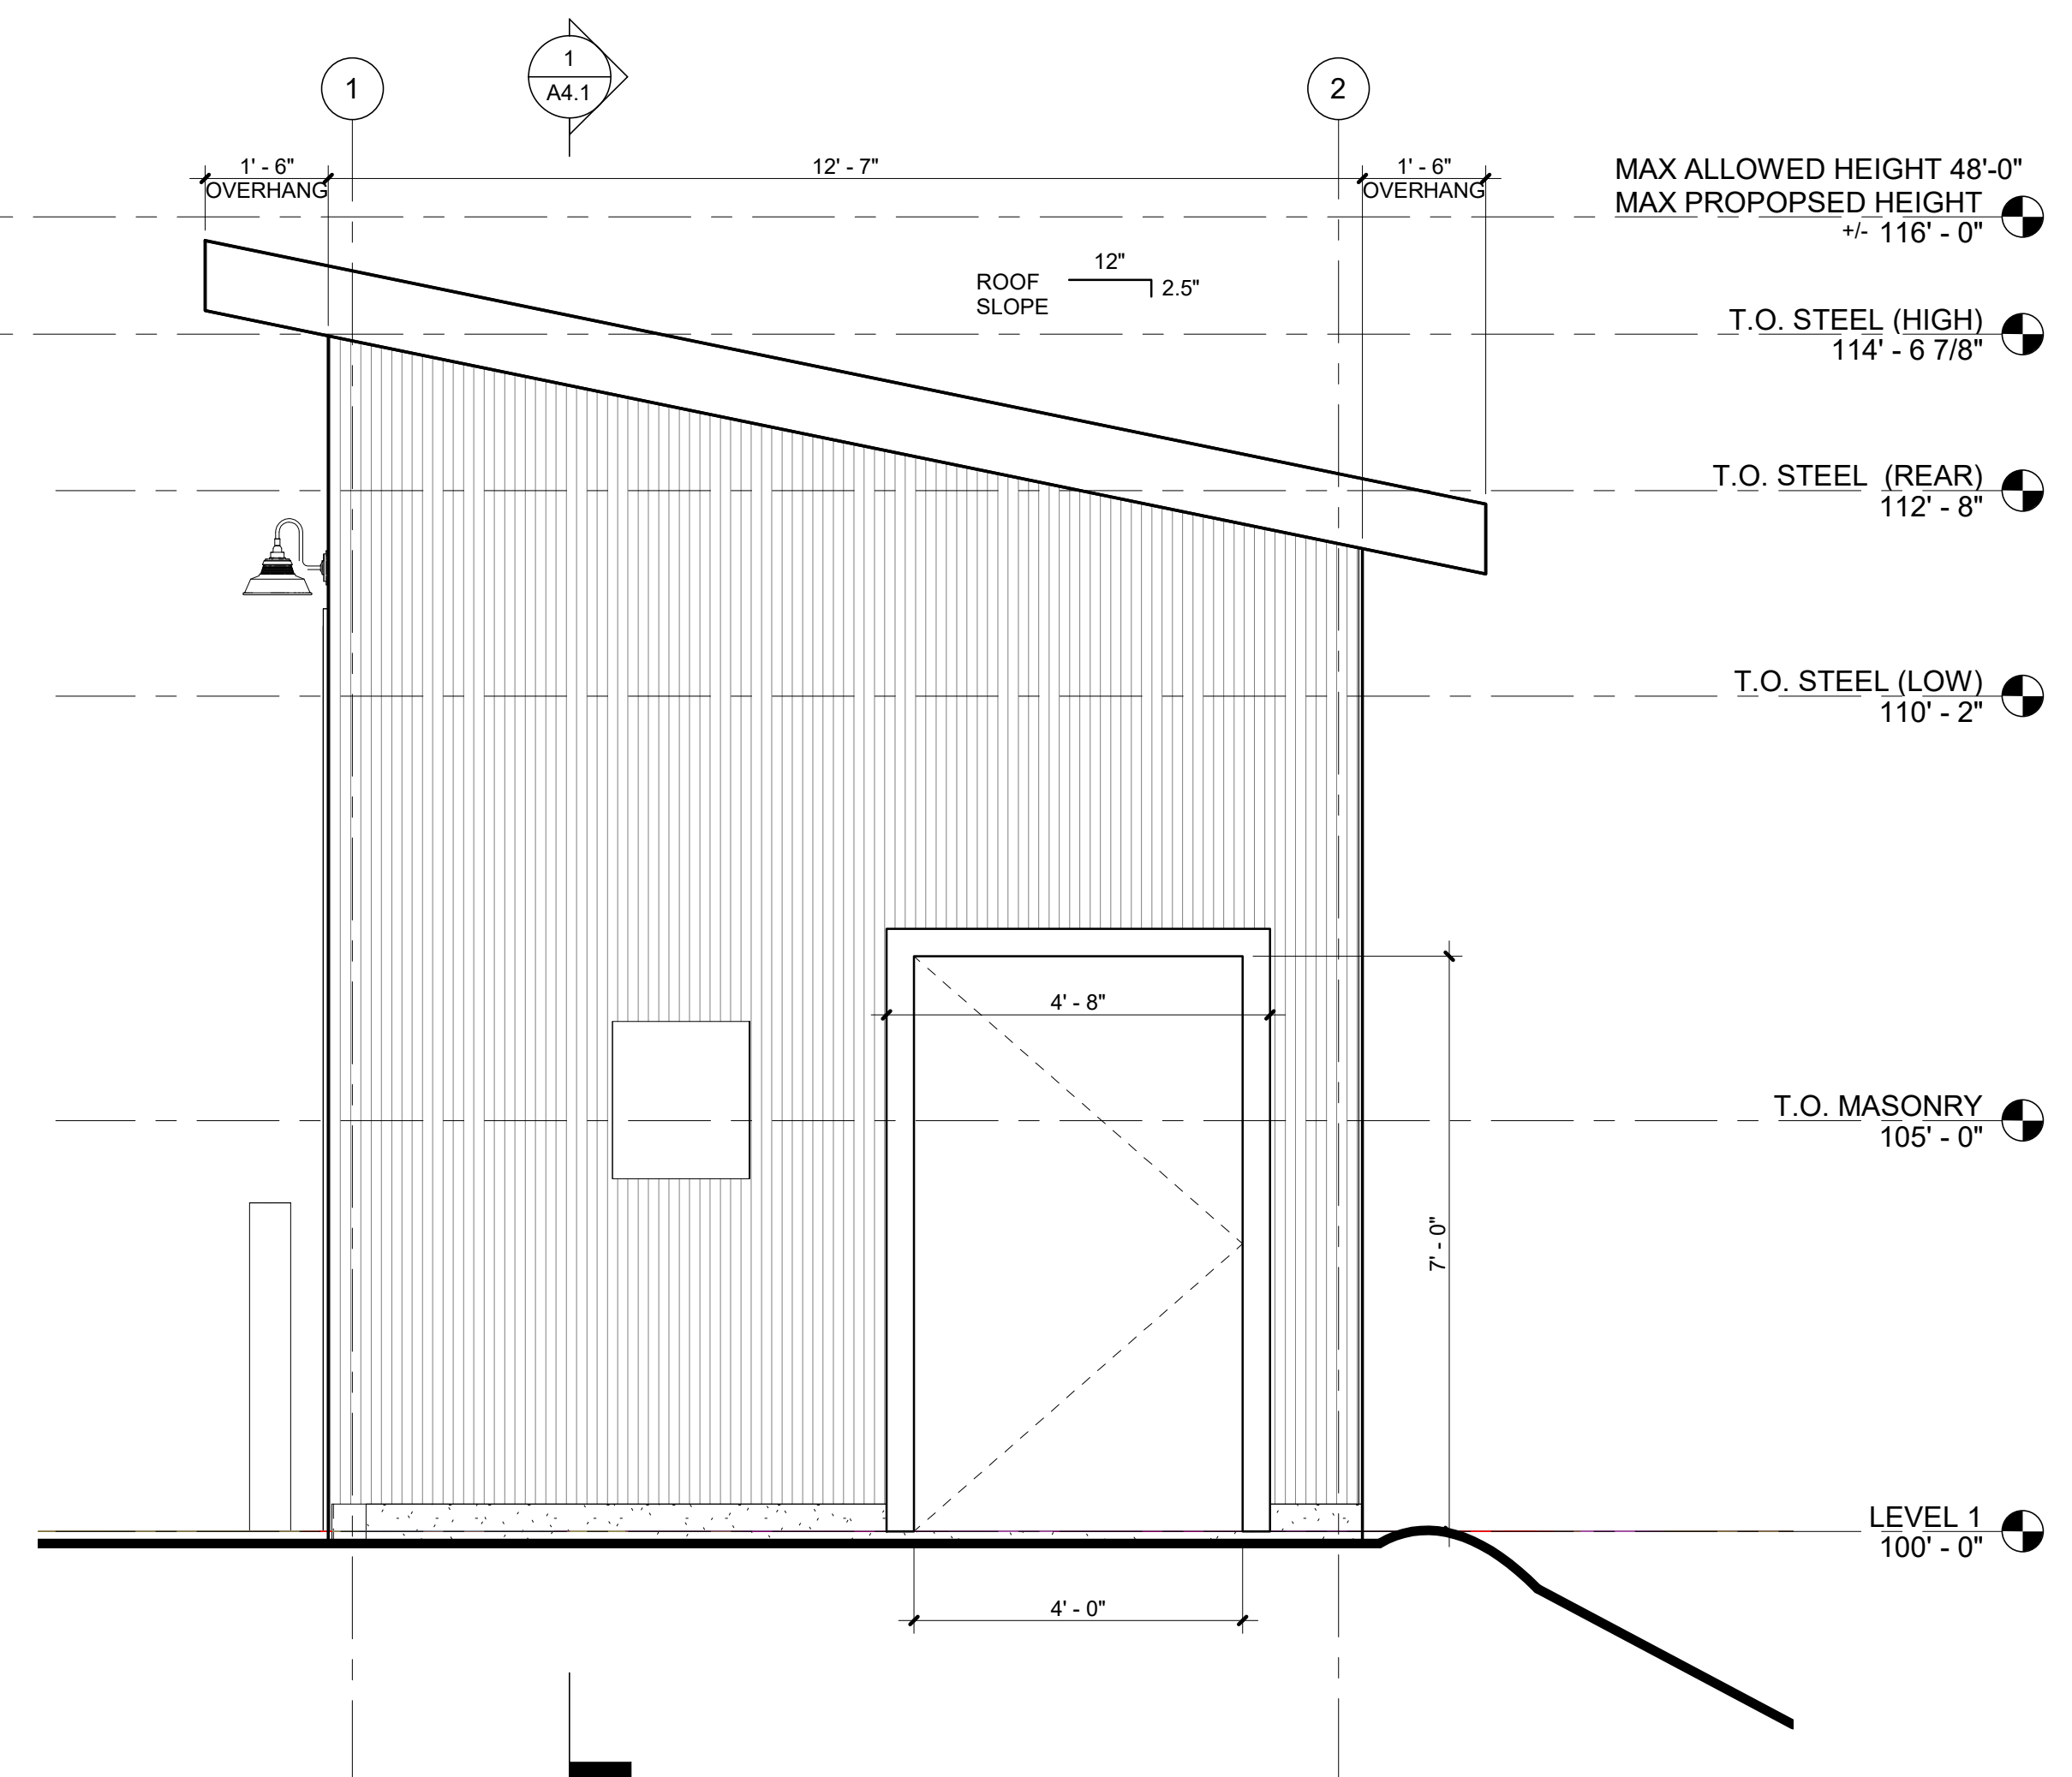 1
A4.1
1
2
1' - 6"
OVERHANG
12' - 7"
1' - 6"
OVERHANG
MAX ALLOWED HEIGHT 48'-0"
MAX PROPOPSED HEIGHT
+/- 116' - 0"
ROOF
SLOPE
12"
2.5"
T.O. STEEL (HIGH)
114' - 6 7/8"
T.O. STEEL (REAR)
112' - 8"
T.O. STEEL (LOW)
110' - 2"
4' - 8"
T.O. MASONRY
105' - 0"
7' - 0"
LEVEL 1
100' - 0"
4' - 0"